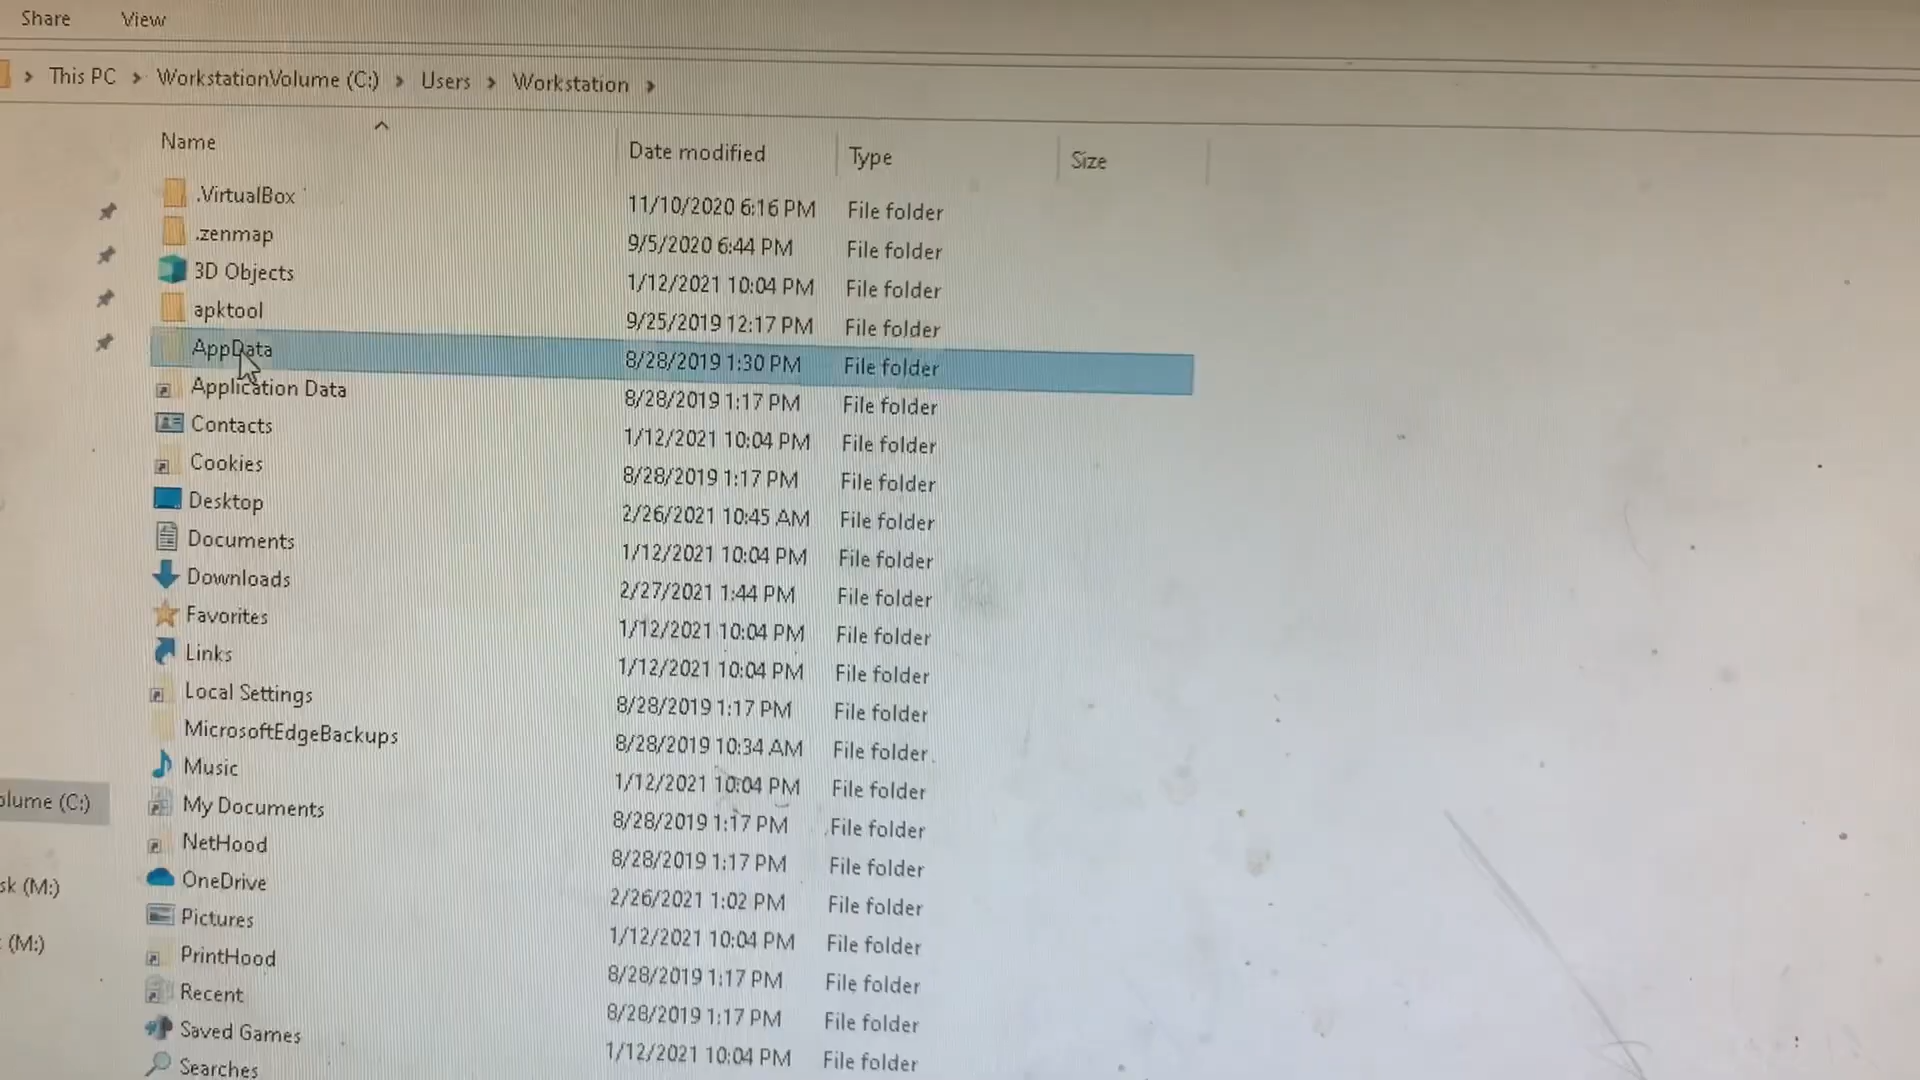 Share View
This PC > WorkstationVolume (C:) > Users > Workstation >
Name Date modified Type Size
.VirtualBox 11/10/2020 6:16 PM File folder
.zenmap 9/5/2020 6:44 PM File folder
3D Objects 1/12/2021 10:04 PM File folder
apktool 9/25/2019 12:17 PM File folder
AppData 8/28/2019 1:30 PM File folder
Application Data 8/28/2019 1:17 PM File folder
Contacts 1/12/2021 10:04 PM File folder
Cookies 8/28/2019 1:17 PM File folder
Desktop 2/26/2021 10:45 AM File folder
Documents 1/12/2021 10:04 PM File folder
Downloads 2/27/2021 1:44 PM File folder
Favorites 1/12/2021 10:04 PM File folder
Links 1/12/2021 10:04 PM File folder
Local Settings 8/28/2019 1:17 PM File folder
MicrosoftEdgeBackups 8/28/2019 10:34 AM File folder
Music 1/12/2021 10:04 PM File folder
olume (C:) My Documents 8/28/2019 1:17 PM File folder
NetHood 8/28/2019 1:17 PM File folder
sk (M:) OneDrive 2/26/2021 1:02 PM File folder
Pictures 1/12/2021 10:04 PM File folder
(M:) PrintHood 8/28/2019 1:17 PM File folder
Recent 8/28/2019 1:17 PM File folder
Saved Games 1/12/2021 10:04 PM File folder
Searches